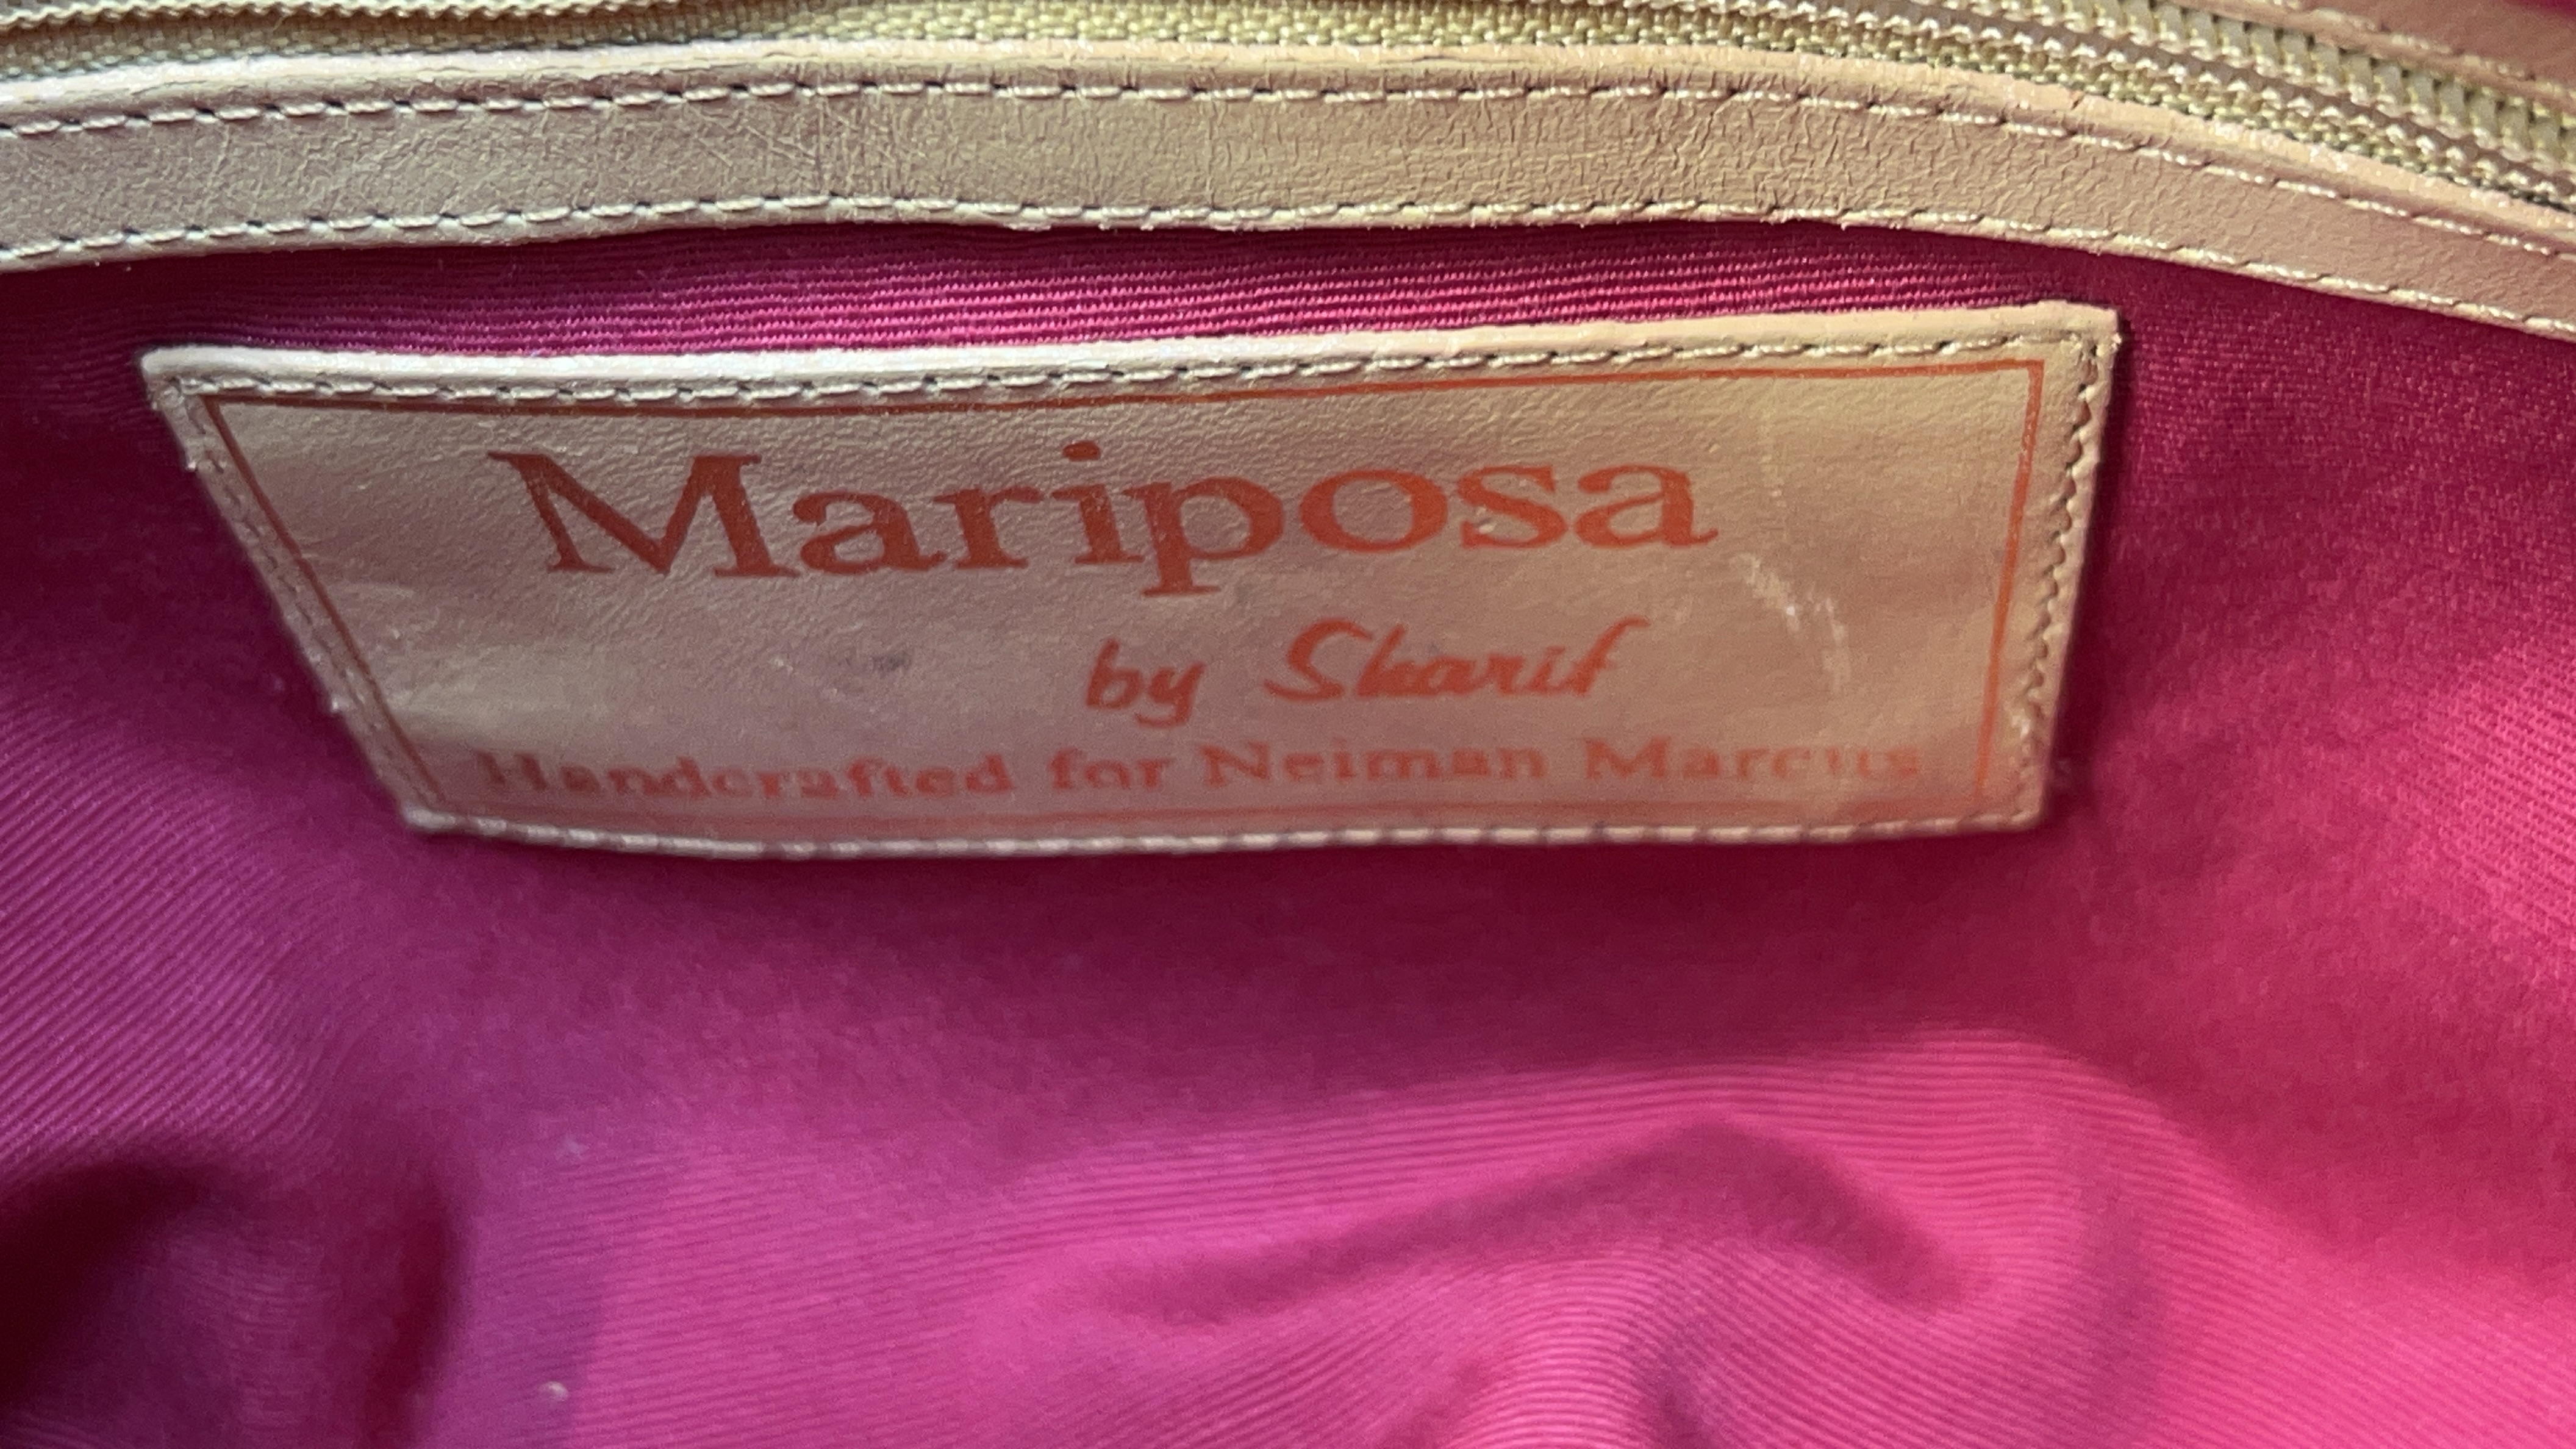 Mariposa
by Sharif
Handcrafted for Neiman Marcus